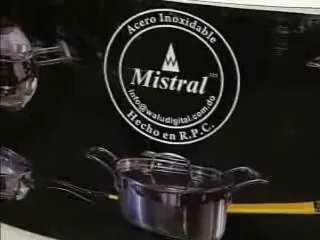 Acero Inoxidable
Mistral
info@waludigital.com.do
Hecho en R.P.C.